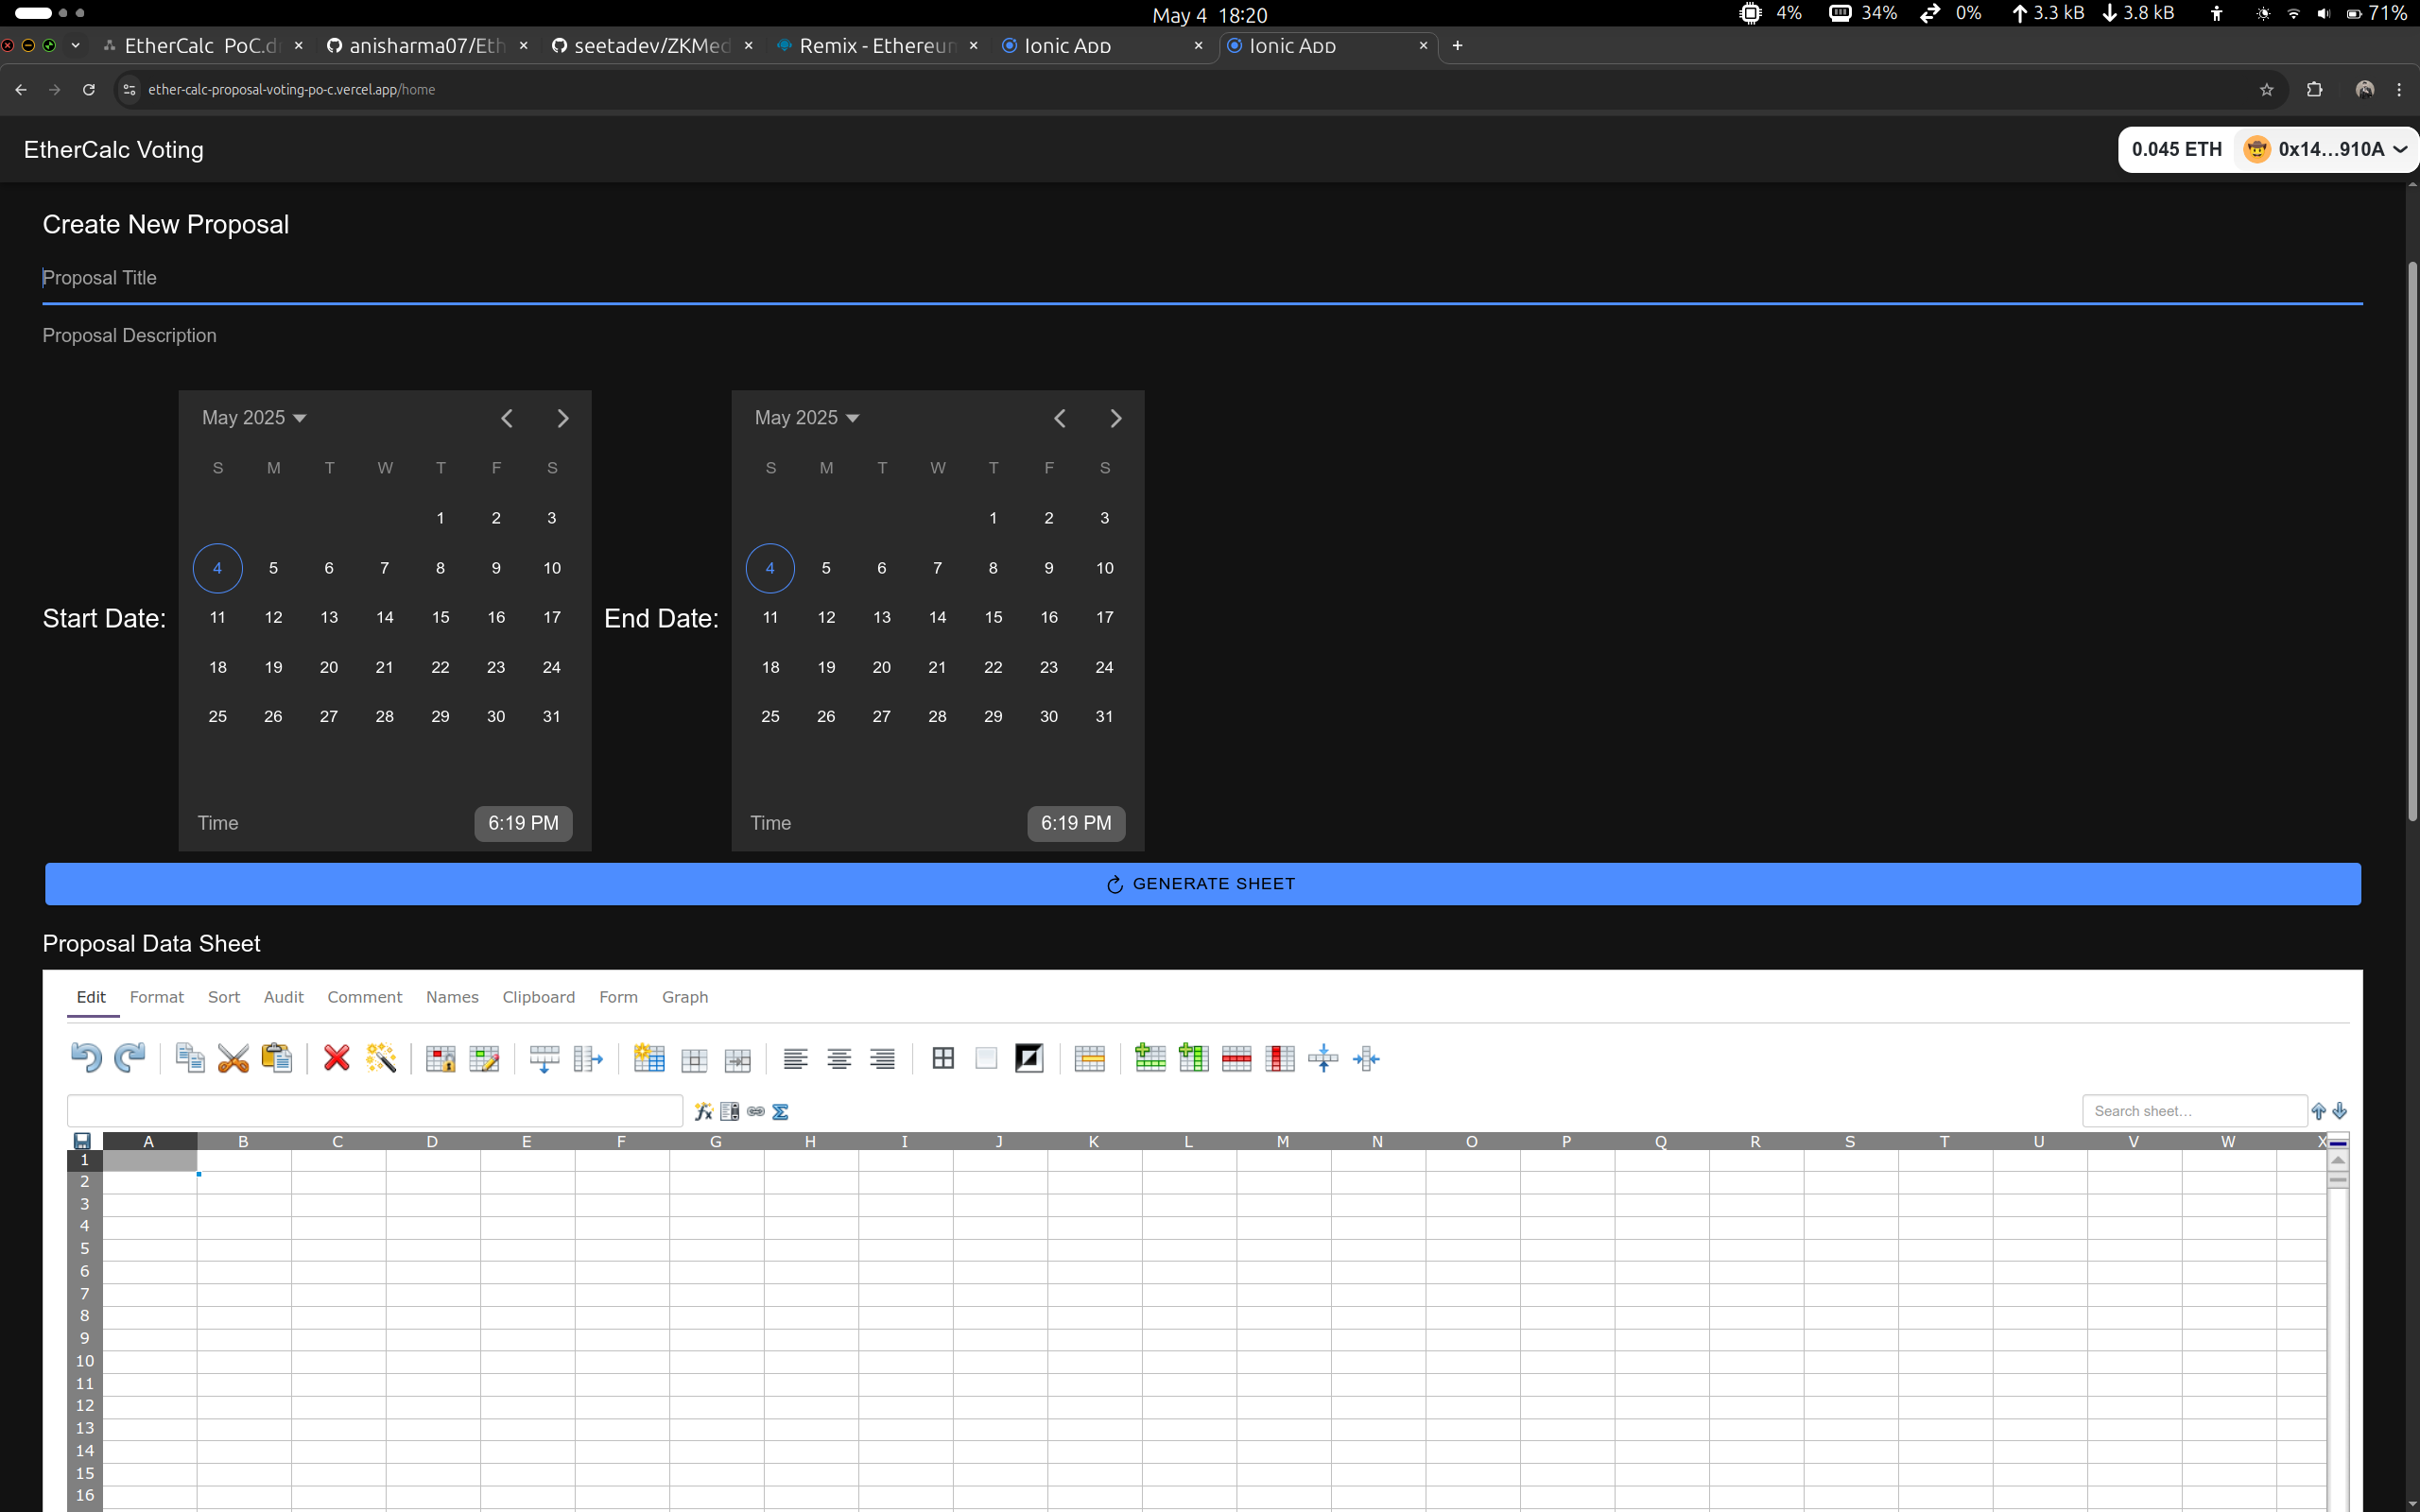 May 4 18:20
4% 34% 0% 3.3 kB 3.8 kB 71%
EtherCalc PoC.d anisharma07/Eth seetadev/ZKMed Remix - Ethereum Ionic App Ionic App
ether-calc-proposal-voting-po-c.vercel.app/home
EtherCalc Voting
0.045 ETH 0x14...910A
Create New Proposal
Proposal Title
Proposal Description
May 2025 May 2025
S M T W T F S S M T W T F S
1 2 3 1 2 3
4 5 6 7 8 9 10 4 5 6 7 8 9 10
Start Date: 11 12 13 14 15 16 17 End Date: 11 12 13 14 15 16 17
18 19 20 21 22 23 24 18 19 20 21 22 23 24
25 26 27 28 29 30 31 25 26 27 28 29 30 31
Time 6:19 PM Time 6:19 PM
GENERATE SHEET
Proposal Data Sheet
Edit Format Sort Audit Comment Names Clipboard Form Graph
Search sheet...
A B C D E F G H I J K L M N O P Q R S T U V W X
1
2
3
4
5
6
7
8
9
10
11
12
13
14
15
16